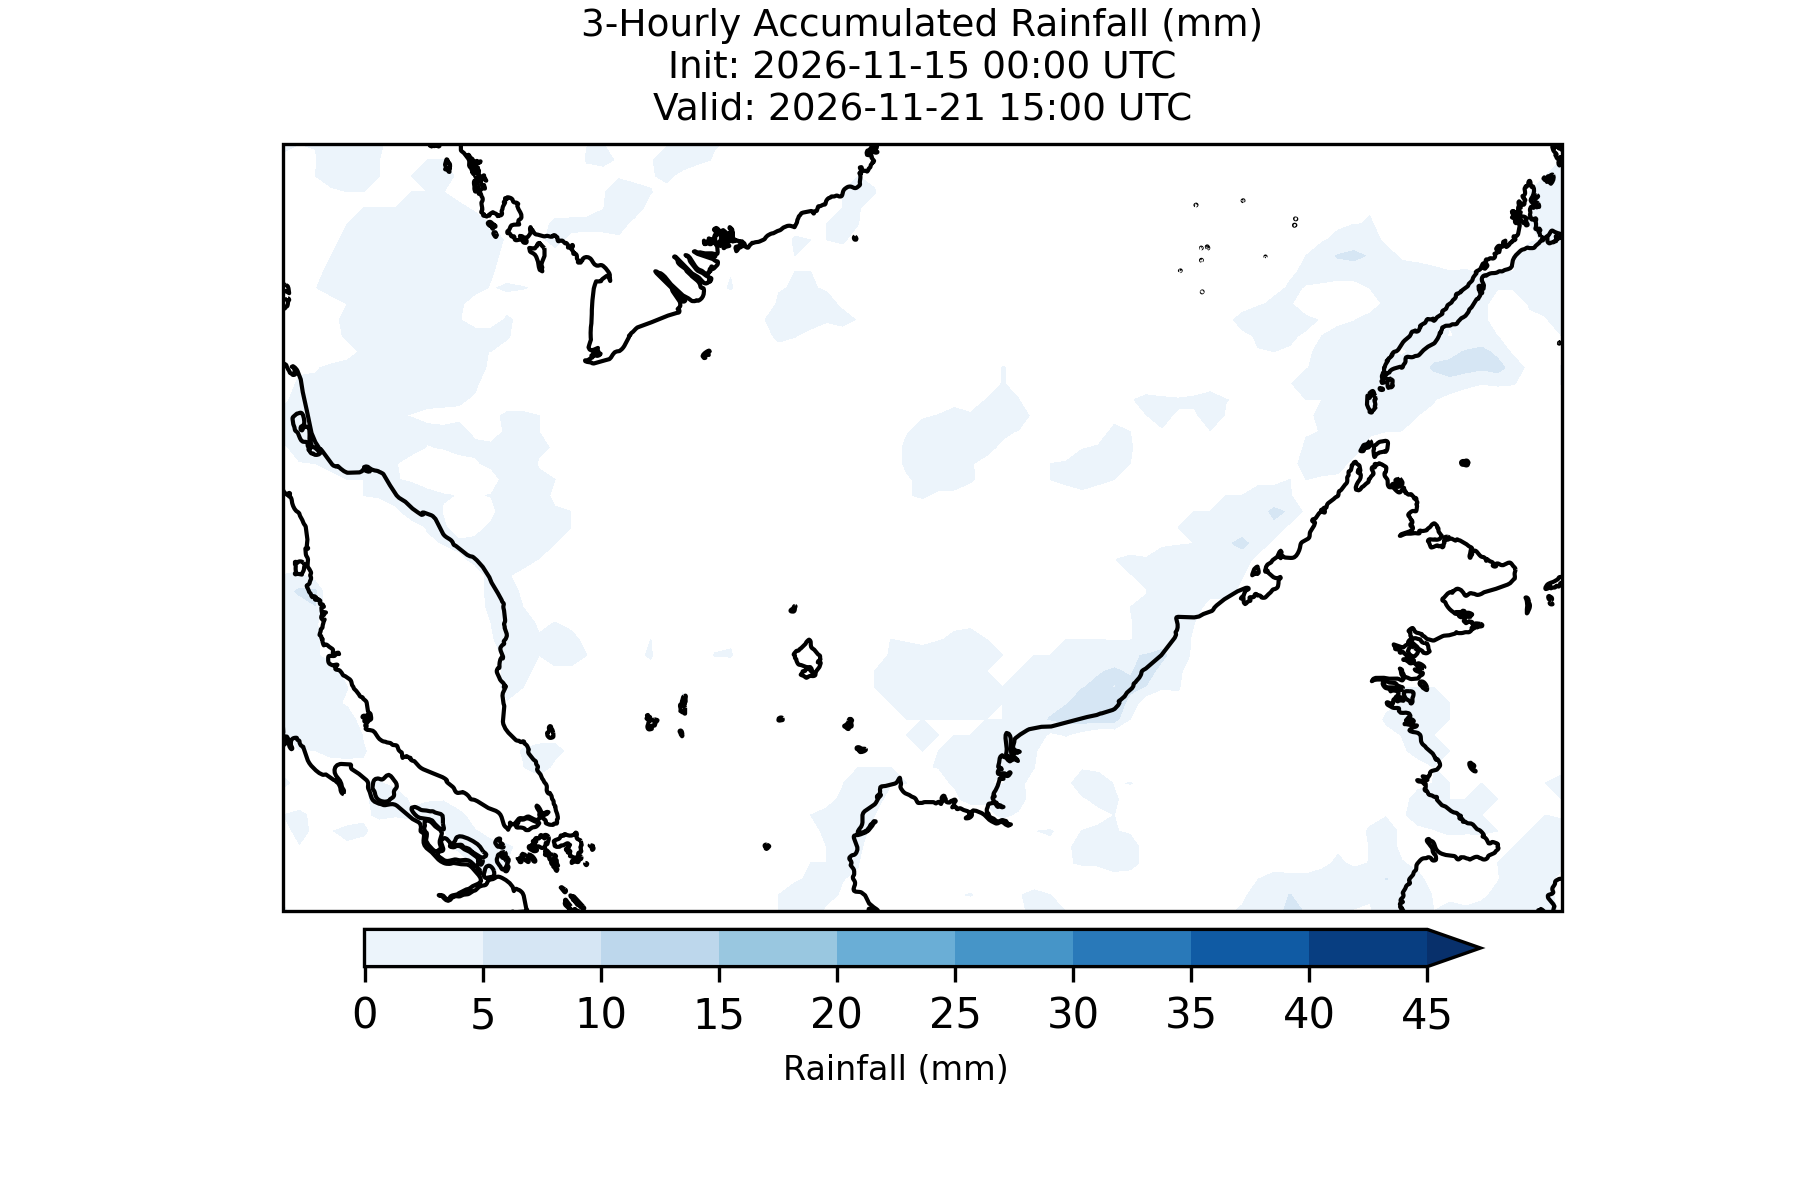 3-Hourly Accumulated Rainfall (mm)
Init: 2026-11-15 00:00 UTC
Valid: 2026-11-21 15:00 UTC
0 5 10 15 20 25 30 35 40 45
Rainfall (mm)